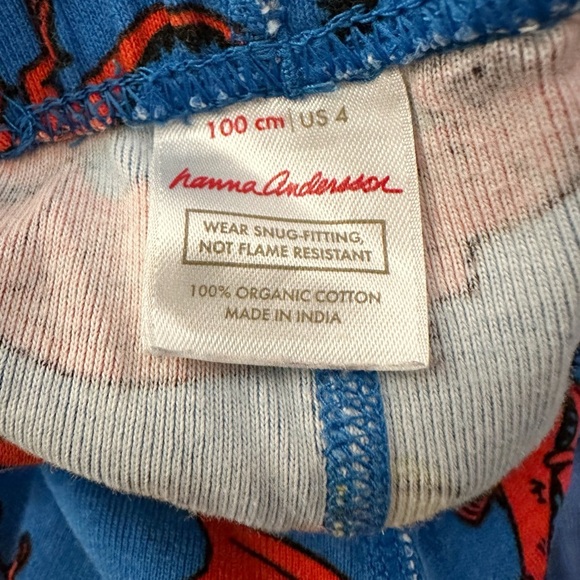 100 cm | US 4
hanna Andersson
WEAR SNUG-FITTING,
NOT FLAME RESISTANT
100% ORGANIC COTTON
MADE IN INDIA